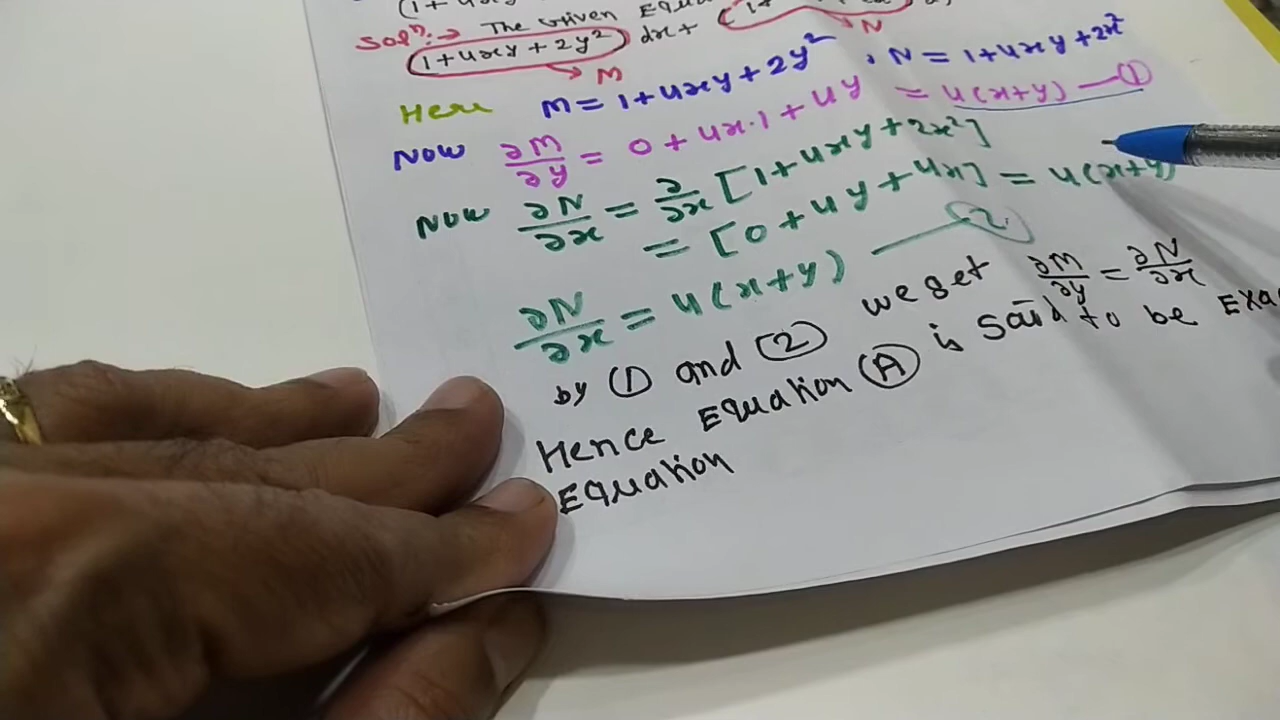 Solⁿ:→ The Given
(1+4xy+2y²) dx+
M N
Here M = 1+4xy+2y² , N = 1+4xy+2x²
Now ∂M/∂y = 0+4x·1+4y = 4(x+y) — ①
Now ∂N/∂x = ∂/∂x [1+4xy+2x²]
= [0+4y+4x] = 4(x+y)
∂N/∂x = 4(x+y) — ②
by ① and ② we get ∂M/∂y = ∂N/∂x
Hence Equation Ⓐ is Said to be
Equation